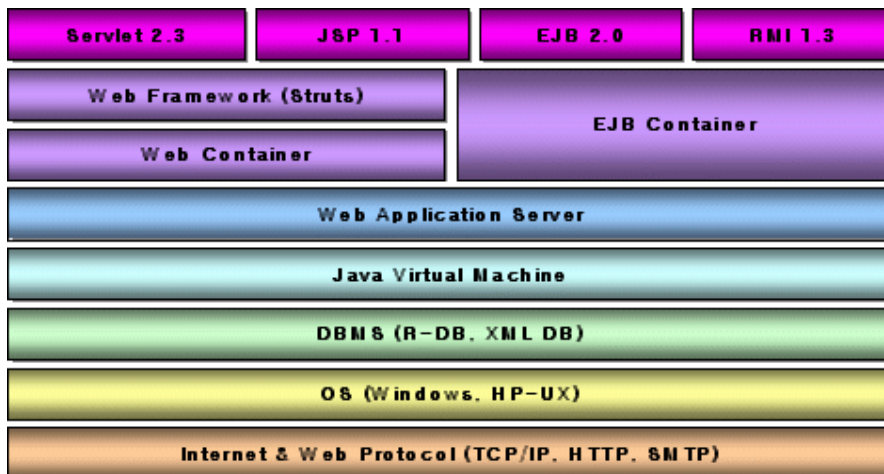 Servlet 2.3
JSP 1.1
EJB 2.0
RMI 1.3
Web Framework (Struts)
EJB Container
Web Container
Web Application Server
Java Virtual Machine
DBMS (R-DB, XML DB)
OS (Windows, HP-UX)
Internet & Web Protocol (TCP/IP, HTTP, SMTP)